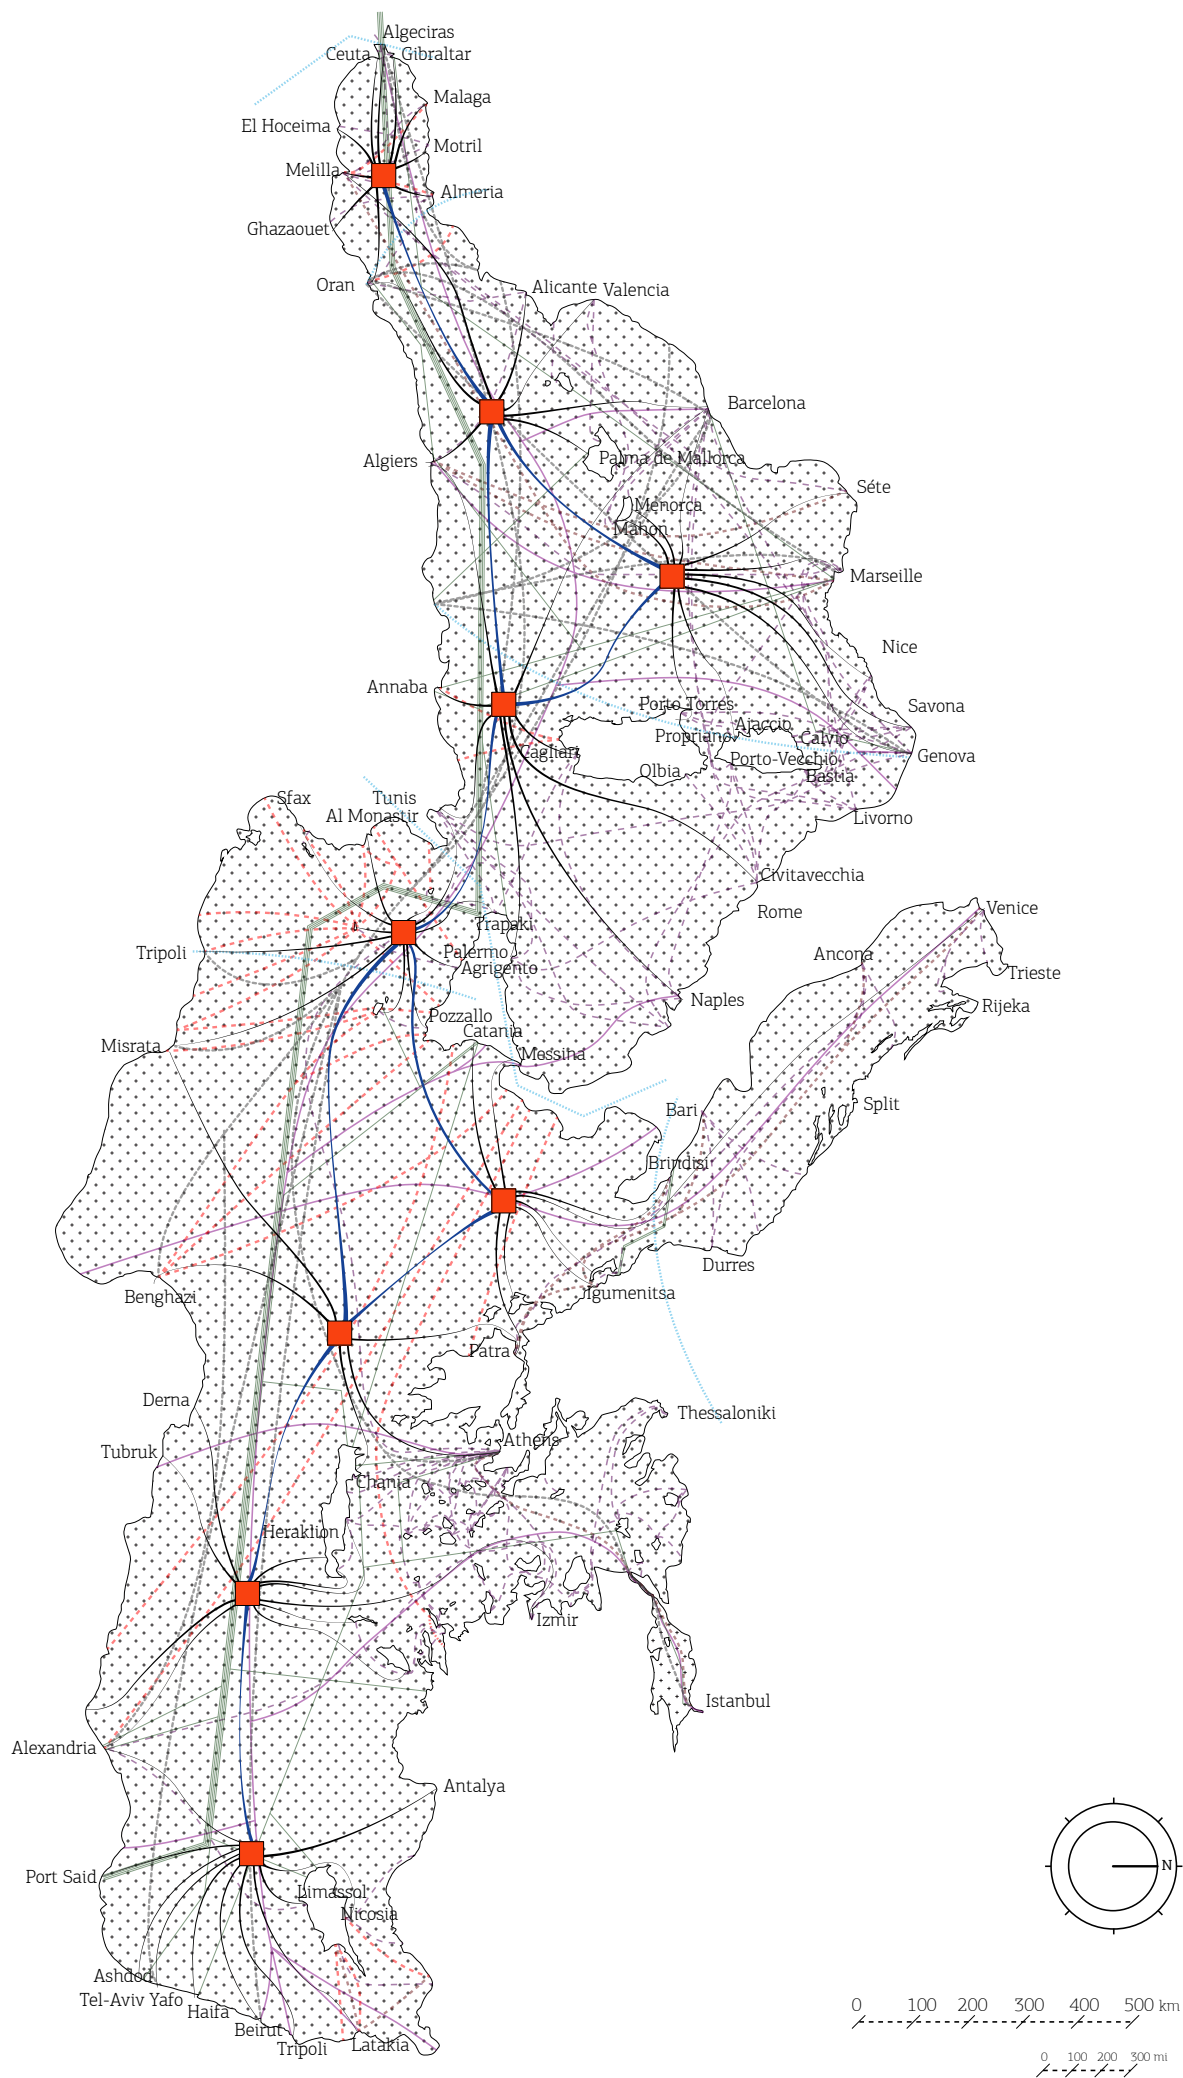 Algeciras
Ceuta
Gibraltar
Malaga
El Hoceima
Motril
Melilla
Almeria
Ghazaouet
Oran
Alicante
Valencia
Barcelona
Algiers
Palma de Mallorca
Séte
Menorca
Mahon
Marseille
Nice
Annaba
Porto Torres
Savona
Ajaccio
Propriano
Calvio
Cagliari
Genova
Porto-Vecchio
Olbia
Bastia
Sfax
Tunis
Al Monastir
Livorno
Civitavecchia
Rome
Venice
Trapaki
Tripoli
Palermo
Ancona
Agrigento
Trieste
Naples
Rijeka
Pozzallo
Catania
Misrata
Messina
Split
Bari
Brindisi
Durres
Benghazi
Igumenitsa
Patra
Derna
Thessaloniki
Tubruk
Athens
Chania
Heraklion
Izmir
Istanbul
Alexandria
Antalya
Port Said
N
Limassol
Nicosia
Ashdod
Tel-Aviv Yafo
Haifa
Beirut
Tripoli
Latakia
0 100 200 300 400 500 km
0 100 200 300 mi